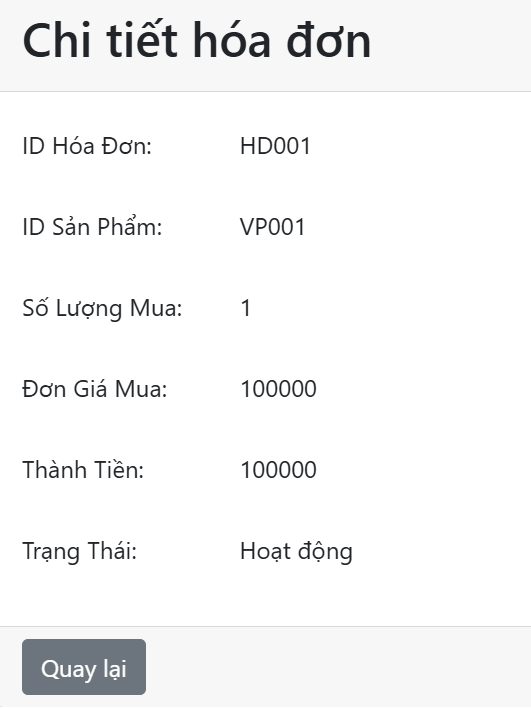 Chi tiết hóa đơn
ID Hóa Đơn: HD001
ID Sản Phẩm: VP001
Số Lượng Mua: 1
Đơn Giá Mua: 100000
Thành Tiền: 100000
Trạng Thái: Hoạt động
Quay lại